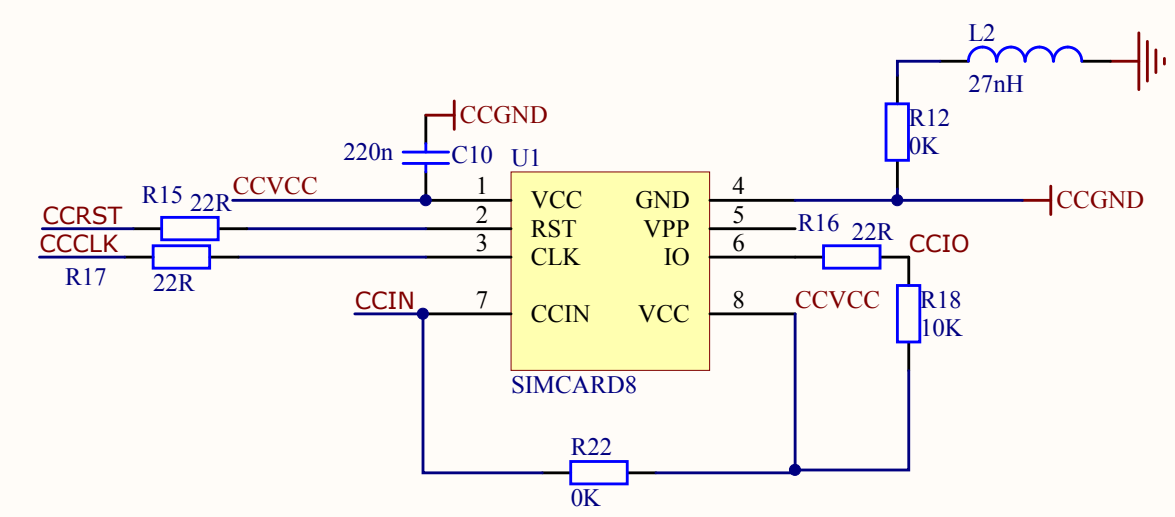 L2
27nH
R12
0K
CCGND
220n
C10
U1
CCVCC
1
VCC
GND
4
CCGND
R15
22R
CCRST
2
RST
VPP
5
R16
22R
CCIO
CCCLK
3
CLK
IO
6
R17
22R
CCIN
7
CCIN
VCC
8
CCVCC
R18
10K
SIMCARD8
R22
0K